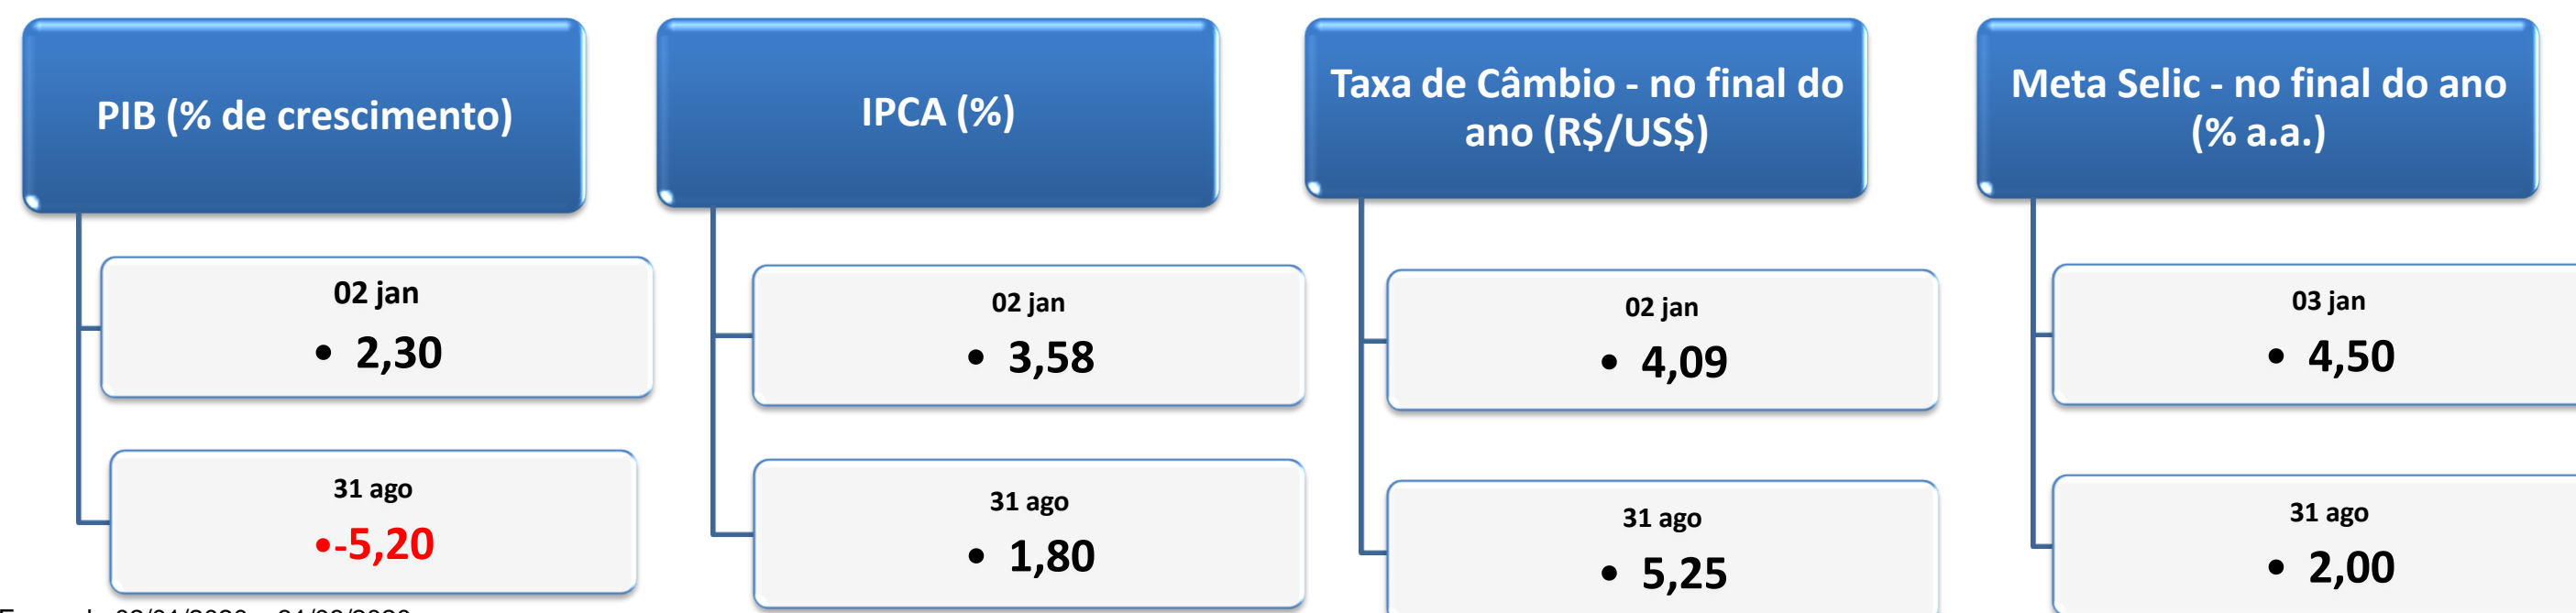 PIB (% de crescimento)
02 jan
• 2,30
31 ago
•-5,20
IPCA (%)
02 jan
• 3,58
31 ago
• 1,80
Taxa de Câmbio - no final do
ano (R$/US$)
02 jan
• 4,09
31 ago
• 5,25
Meta Selic - no final do ano
(% a.a.)
03 jan
• 4,50
31 ago
• 2,00